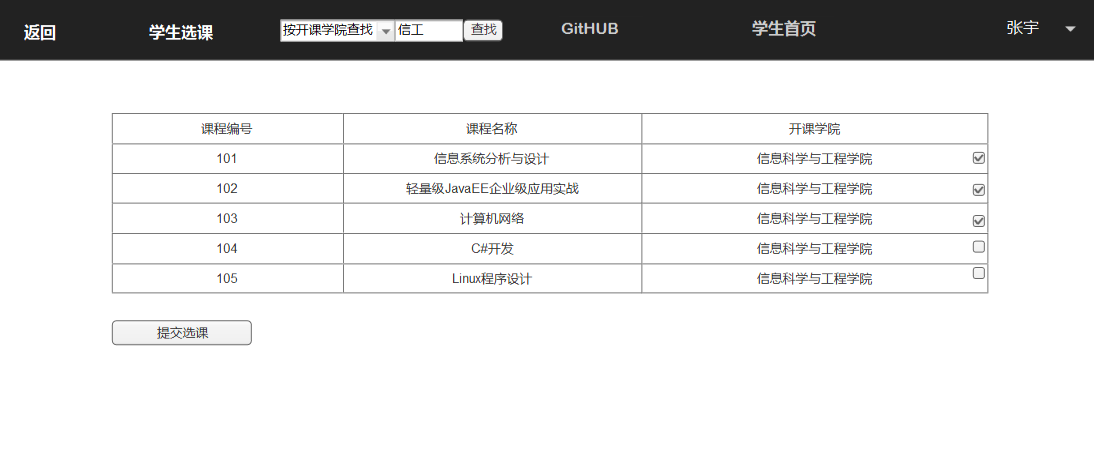 返回 学生选课 按开课学院查找 信工 查找 GitHUB 学生首页 张宇
课程编号 课程名称 开课学院
101 信息系统分析与设计 信息科学与工程学院
102 轻量级JavaEE企业级应用实战 信息科学与工程学院
103 计算机网络 信息科学与工程学院
104 C#开发 信息科学与工程学院
105 Linux程序设计 信息科学与工程学院
提交选课